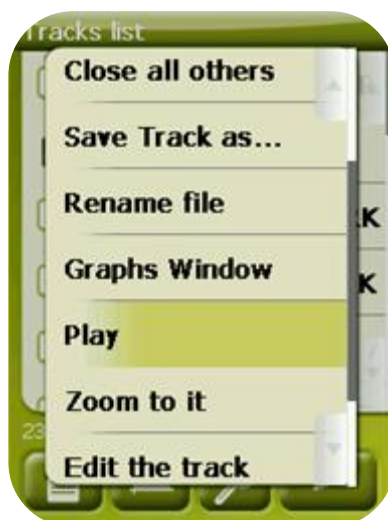 Tracks list
Close all others
Save Track as...
Rename file
K
Graphs Window
K
Play
Zoom to it
23
Edit the track